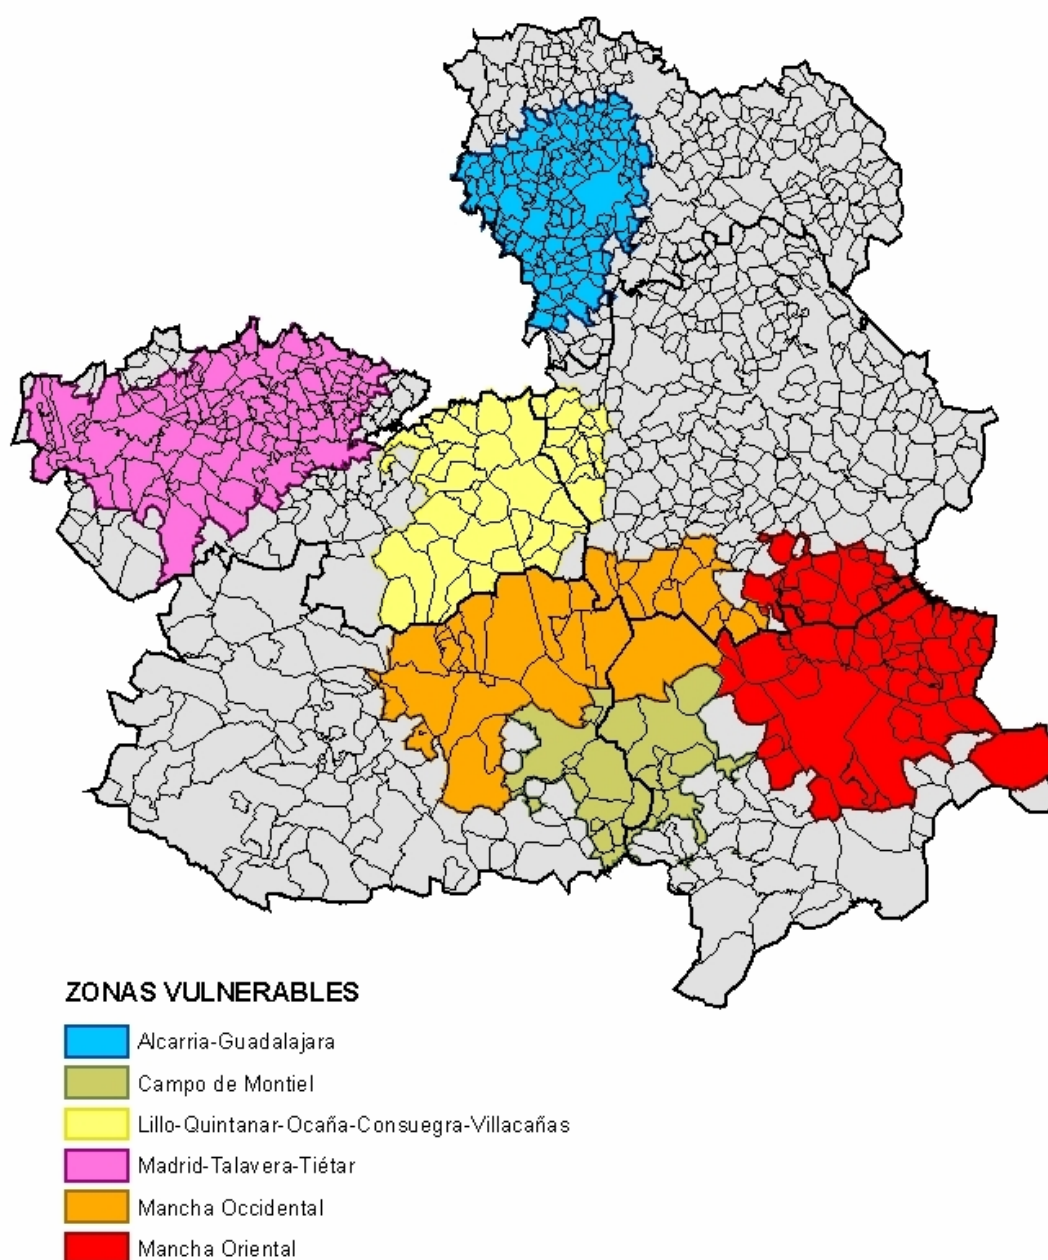 ZONAS VULNERABLES
Alcarria-Guadalajara
Campo de Montiel
Lillo-Quintanar-Ocaña-Consuegra-Villacañas
Madrid-Talavera-Tiétar
Mancha Occidental
Mancha Oriental